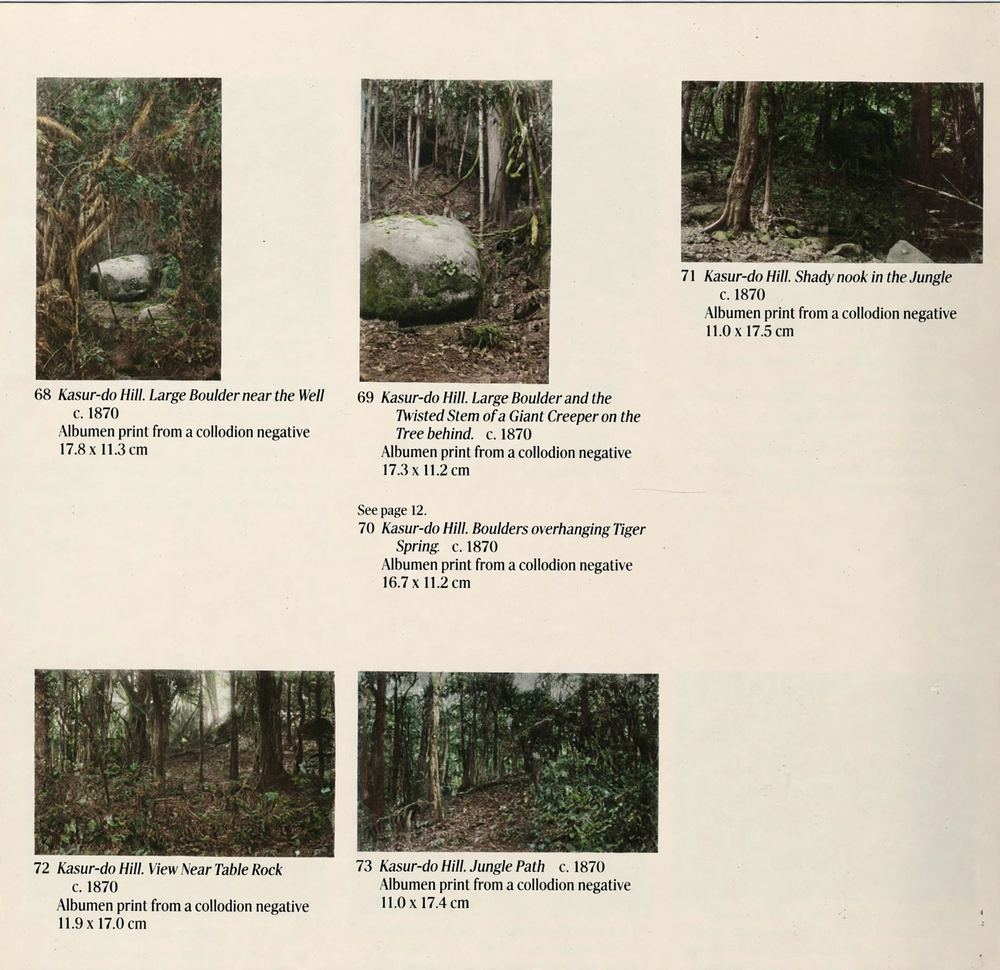 68 Kasur-do Hill. Large Boulder near the Well
c. 1870
Albumen print from a collodion negative
17.8 x 11.3 cm
69 Kasur-do Hill. Large Boulder and the
Twisted Stem of a Giant Creeper on the
Tree behind. c. 1870
Albumen print from a collodion negative
17.3 x 11.2 cm
See page 12.
70 Kasur-do Hill. Boulders overhanging Tiger
Spring. c. 1870
Albumen print from a collodion negative
16.7 x 11.2 cm
71 Kasur-do Hill. Shady nook in the Jungle
c. 1870
Albumen print from a collodion negative
11.0 x 17.5 cm
72 Kasur-do Hill. View Near Table Rock
c. 1870
Albumen print from a collodion negative
11.9 x 17.0 cm
73 Kasur-do Hill. Jungle Path c. 1870
Albumen print from a collodion negative
11.0 x 17.4 cm